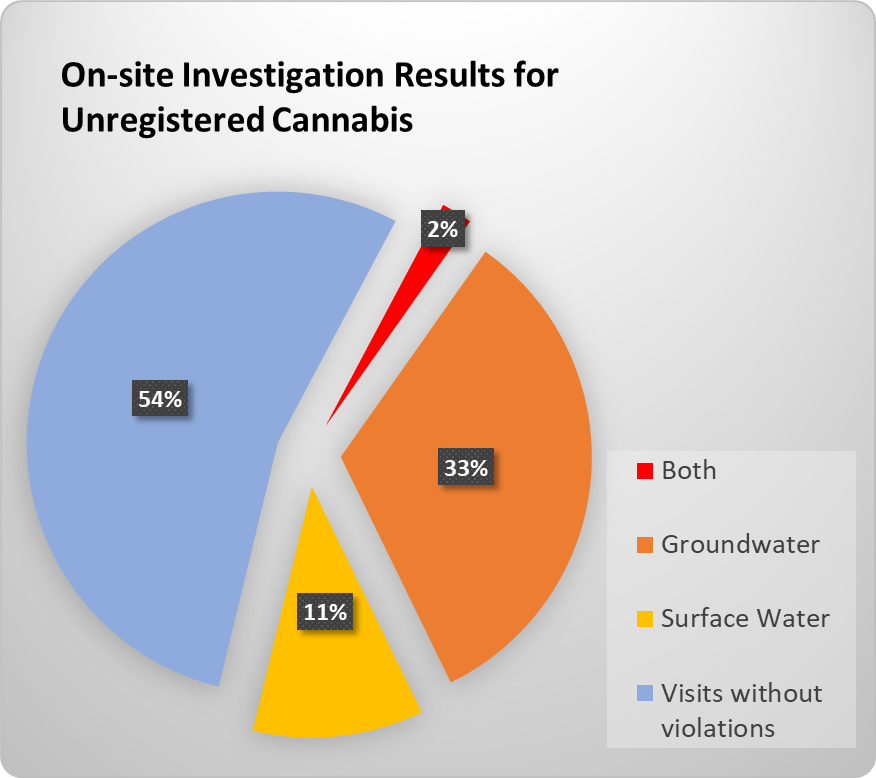 On-site Investigation Results for
Unregistered Cannabis
2%
54%
33%
11%
Both
Groundwater
Surface Water
Visits without
violations